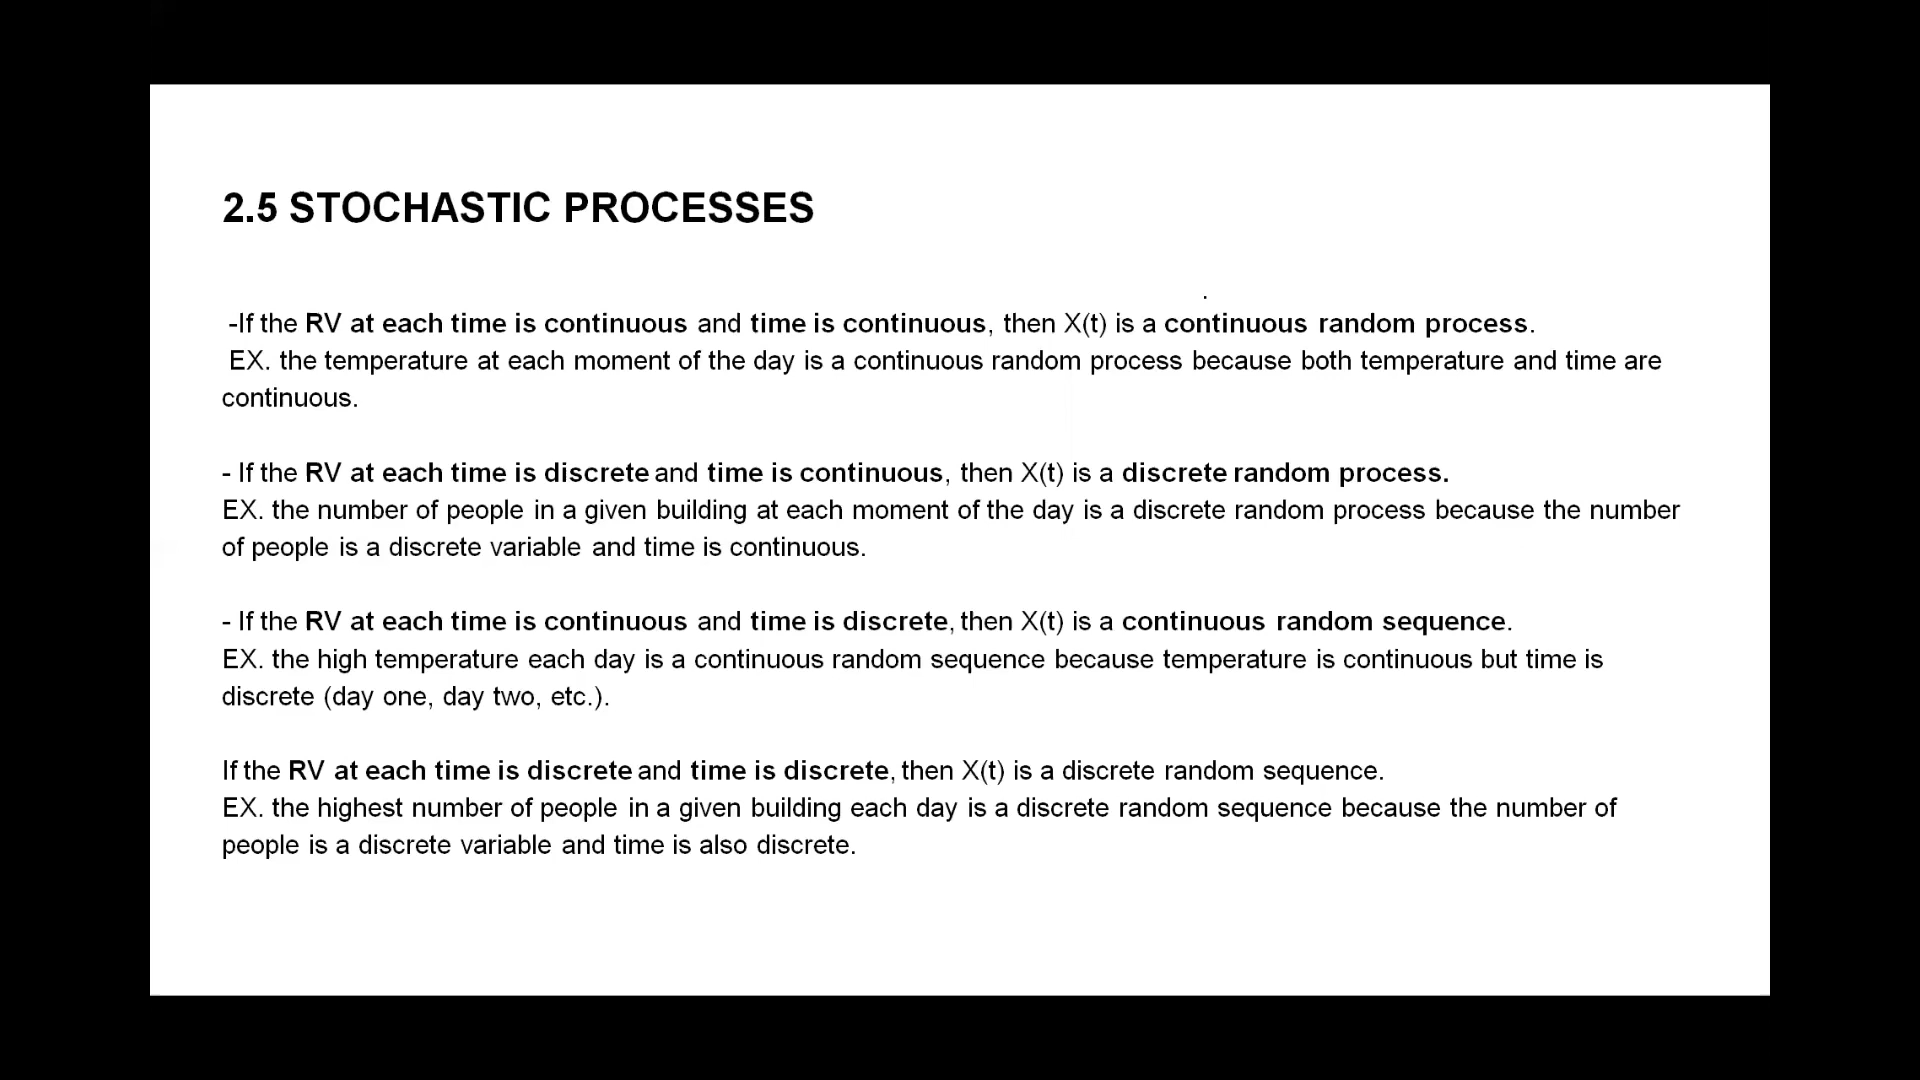 2.5 STOCHASTIC PROCESSES
-If the RV at each time is continuous and time is continuous, then X(t) is a continuous random process.
EX. the temperature at each moment of the day is a continuous random process because both temperature and time are
continuous.
- If the RV at each time is discrete and time is continuous, then X(t) is a discrete random process.
EX. the number of people in a given building at each moment of the day is a discrete random process because the number
of people is a discrete variable and time is continuous.
- If the RV at each time is continuous and time is discrete, then X(t) is a continuous random sequence.
EX. the high temperature each day is a continuous random sequence because temperature is continuous but time is
discrete (day one, day two, etc.).
If the RV at each time is discrete and time is discrete, then X(t) is a discrete random sequence.
EX. the highest number of people in a given building each day is a discrete random sequence because the number of
people is a discrete variable and time is also discrete.